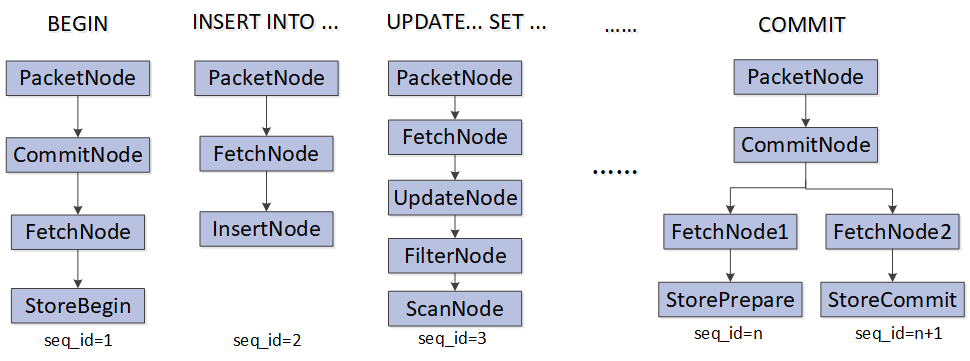 BEGIN
PacketNode
CommitNode
FetchNode
StoreBegin
seq_id=1
INSERT INTO ...
PacketNode
FetchNode
InsertNode
seq_id=2
UPDATE... SET ...
PacketNode
FetchNode
UpdateNode
FilterNode
ScanNode
seq_id=3
......
......
COMMIT
PacketNode
CommitNode
FetchNode1
FetchNode2
StorePrepare
StoreCommit
seq_id=n
seq_id=n+1